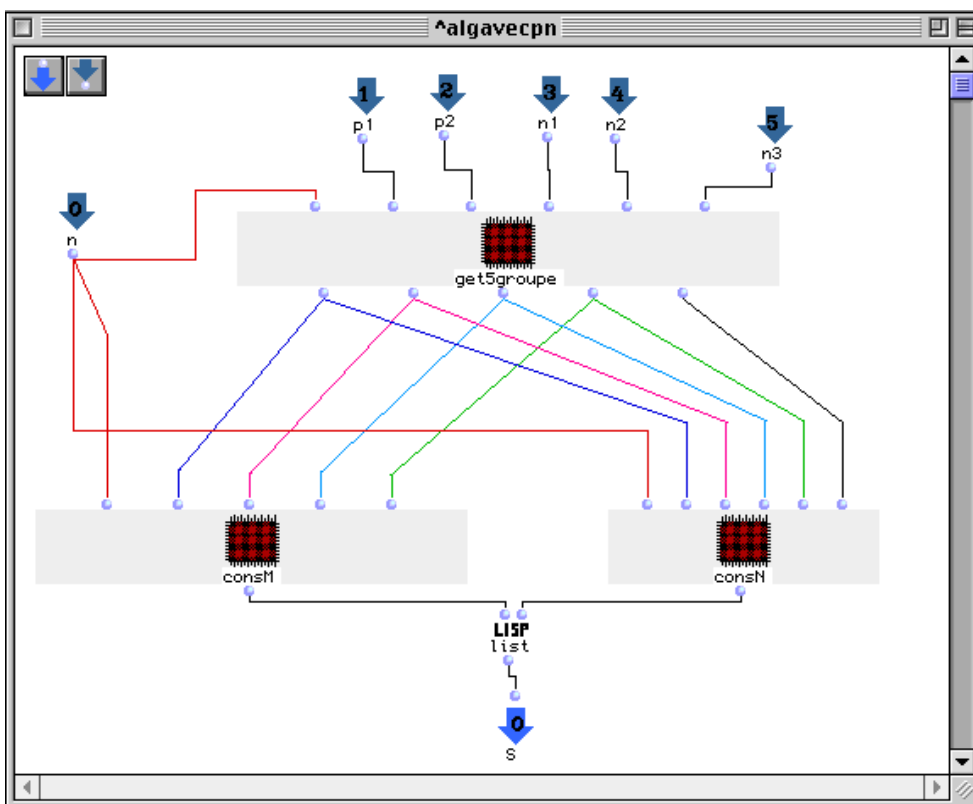 ^algavecpn
1
2
3
4
p1
p2
n1
n2
5
n3
0
n
get5groupe
consM
consN
LISP
list
0
S